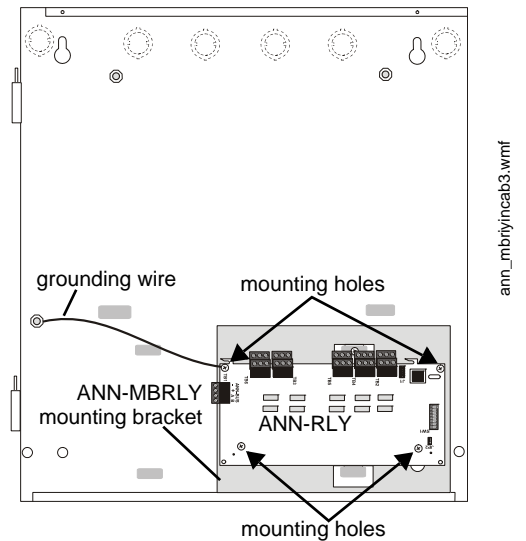 ann_mbrlyincab3.wmf
grounding wire
mounting holes
ANN-MBRLY
mounting bracket
ANN-RLY
mounting holes